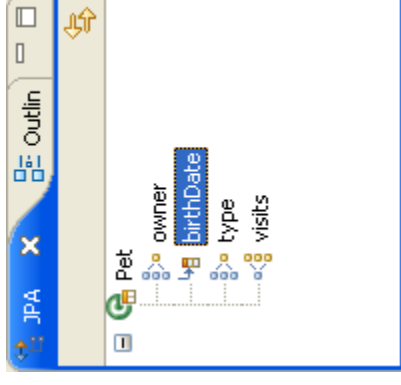 JPA Outlin
Pet
owner
birthDate
type
visits